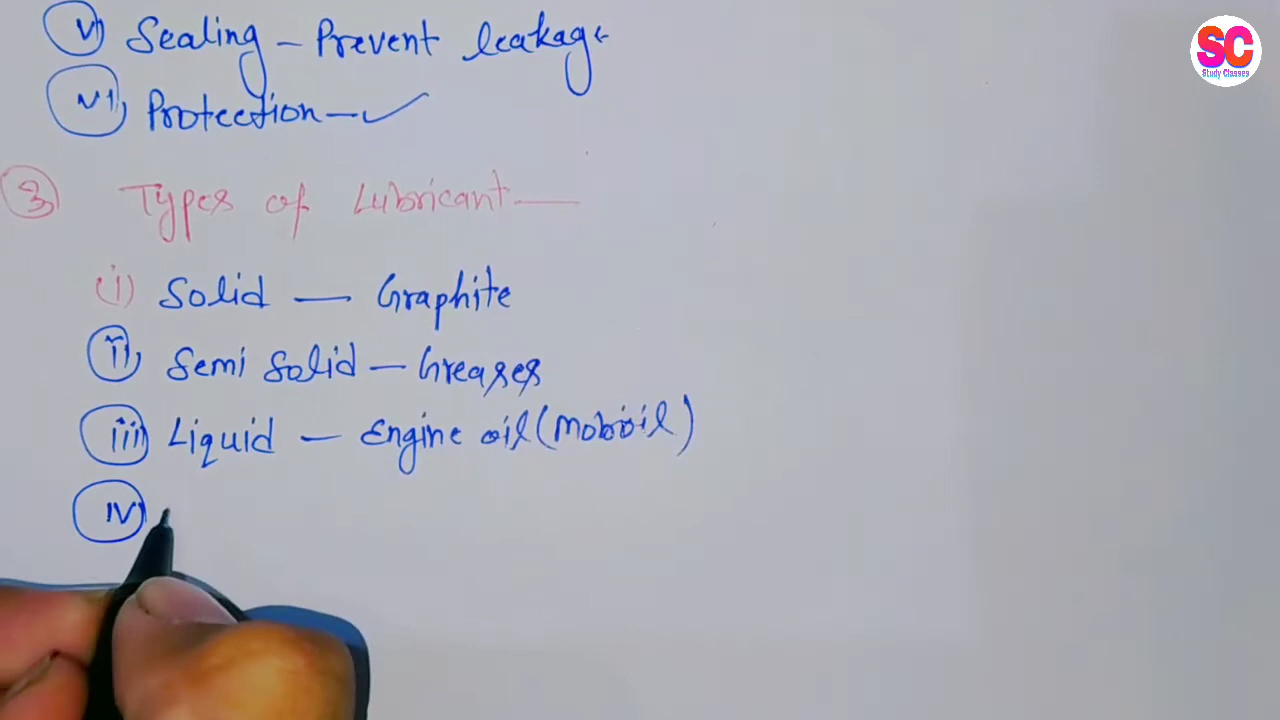 SC
Study Classes
V) Sealing - Prevent leakage
VI) Protection - ✓
3 Types of Lubricant —
(i) Solid — Graphite
ii) Semi Solid — Greases
iii) Liquid — Engine oil (Moboil)
IV)